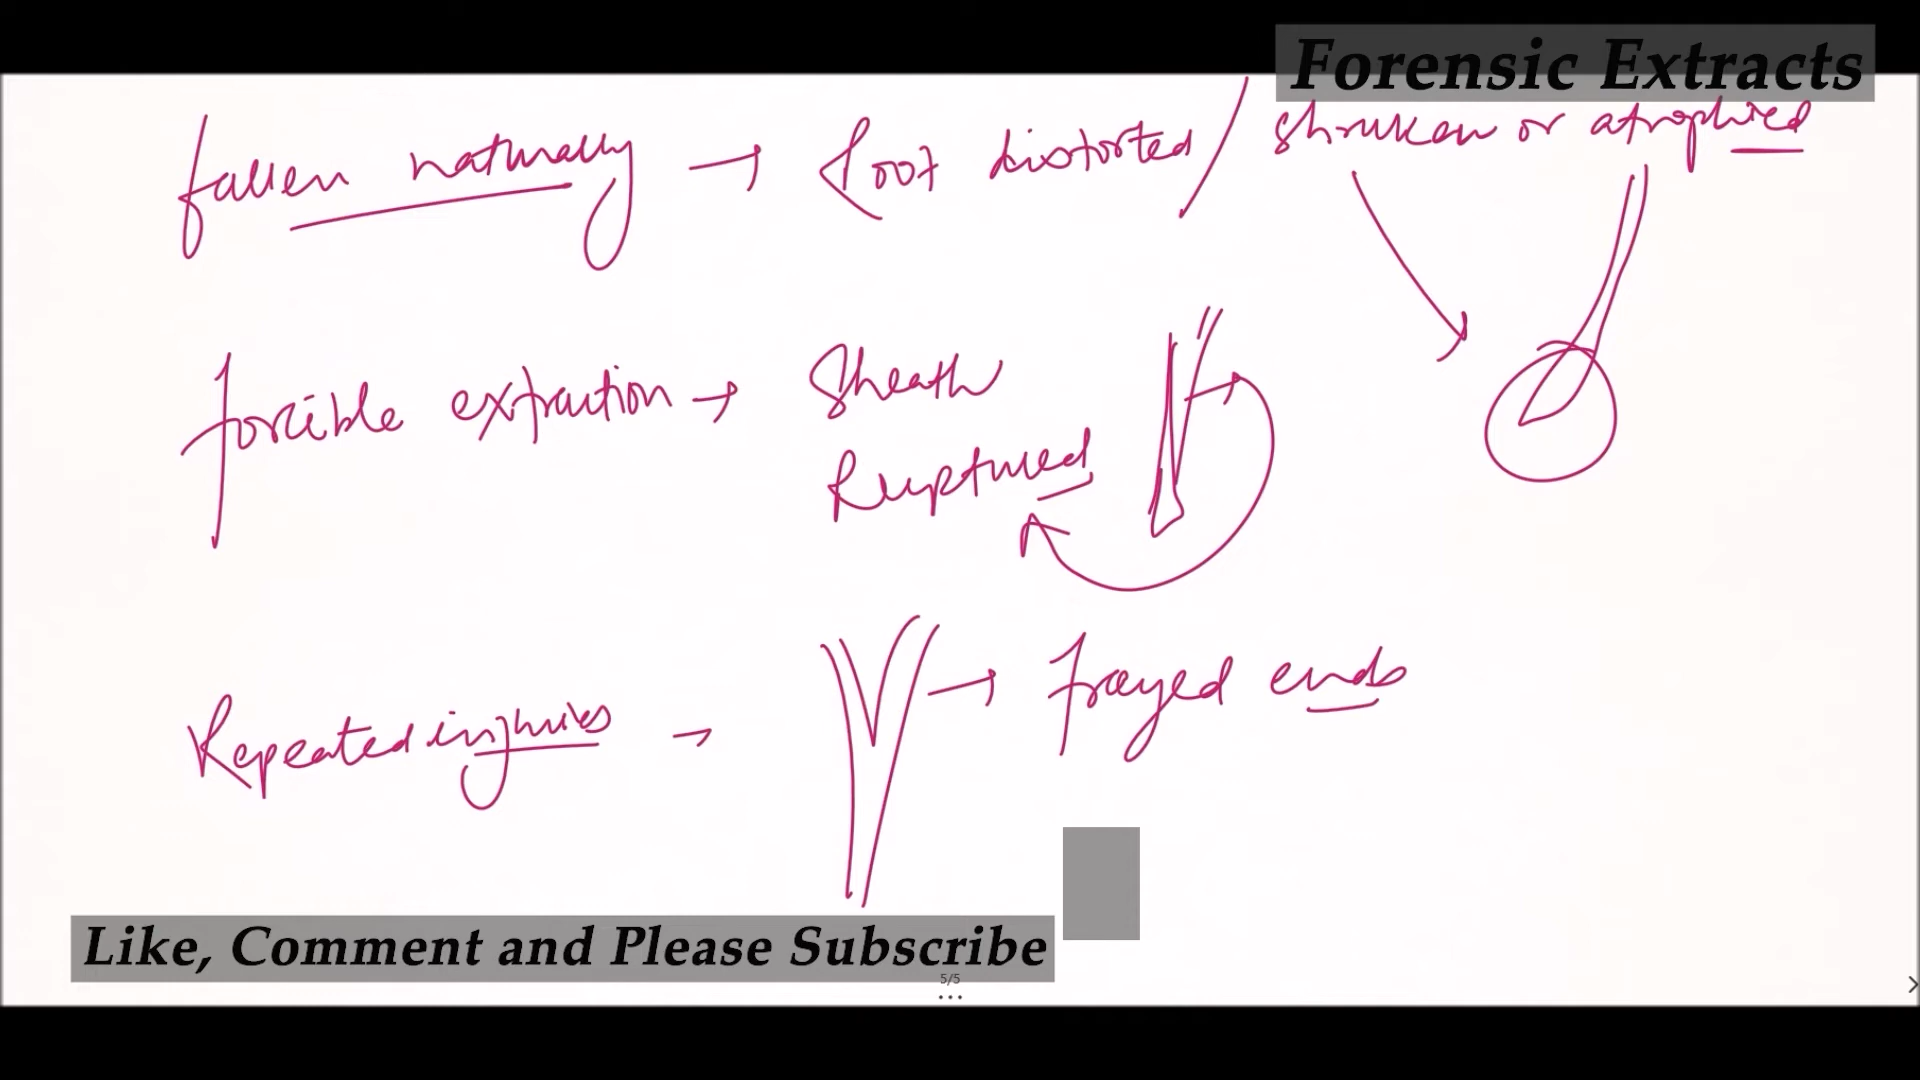 Forensic Extracts
fallen naturally → Root distorted / shruken or atrophied
forcible extraction → Sheath
Ruptured
Repeated injuries → → frayed ends
Like, Comment and Please Subscribe
5/5